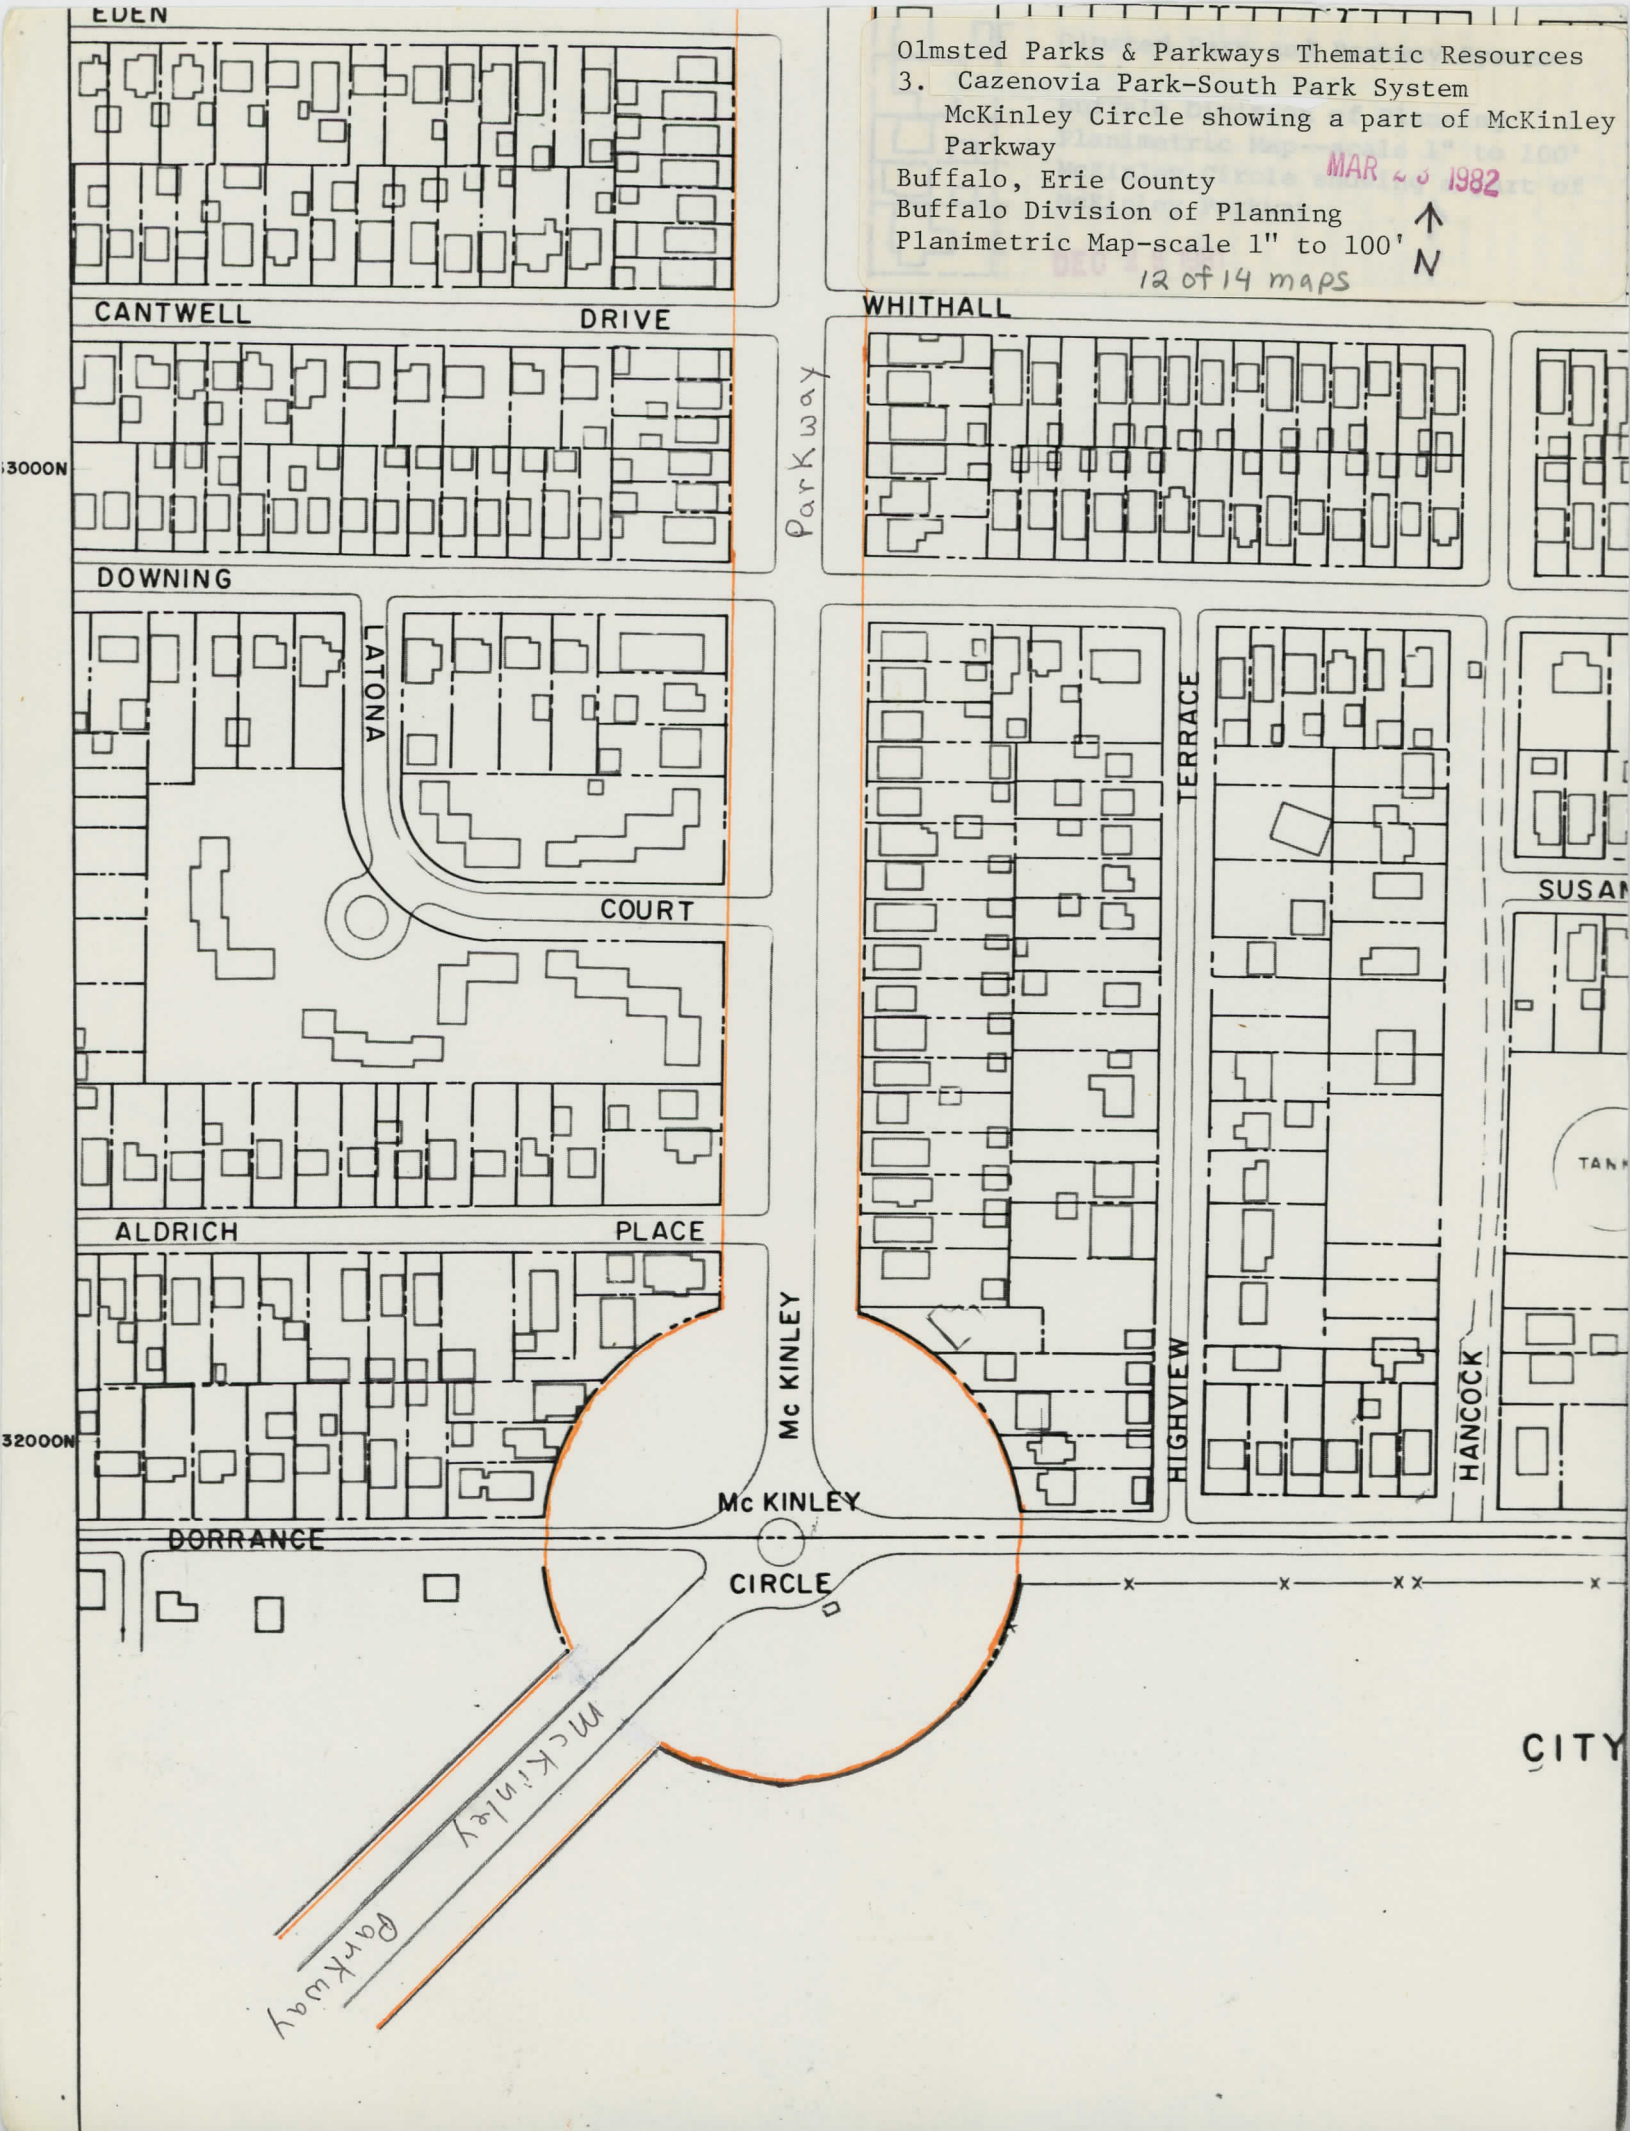 EDEN
Olmsted Parks & Parkways Thematic Resources
3. Cazenovia Park-South Park System
McKinley Circle showing a part of McKinley
Parkway
MAR 1982
Buffalo, Erie County
Buffalo Division of Planning
Planimetric Map-scale 1" to 100'
N
12 of 14 maps
CANTWELL DRIVE
WHITHALL
Parkway
3000N
DOWNING
LATONA
TERRACE
COURT
SUSAN
TAN
ALDRICH PLACE
Mc KINLEY
HIGHVIEW
HANCOCK
32000N
Mc KINLEY
DORRANCE
CIRCLE
x x x x x
x
McKinley
CITY
Parkway